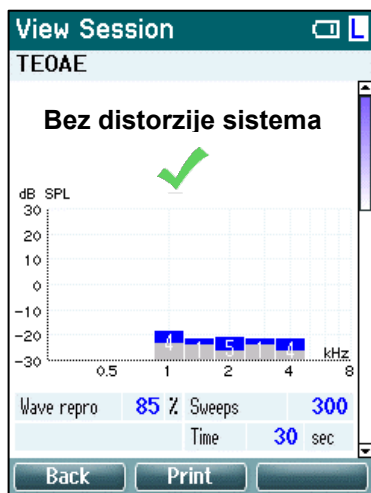 View Session L
TEOAE
Bez distorzije sistema
dB SPL
30
20
10
0
-10
-20
-30
4 1 5 1 4
kHz
0.5 1 2 4 8
Wave repro 85 % Sweeps 300
Time 30 sec
Back Print